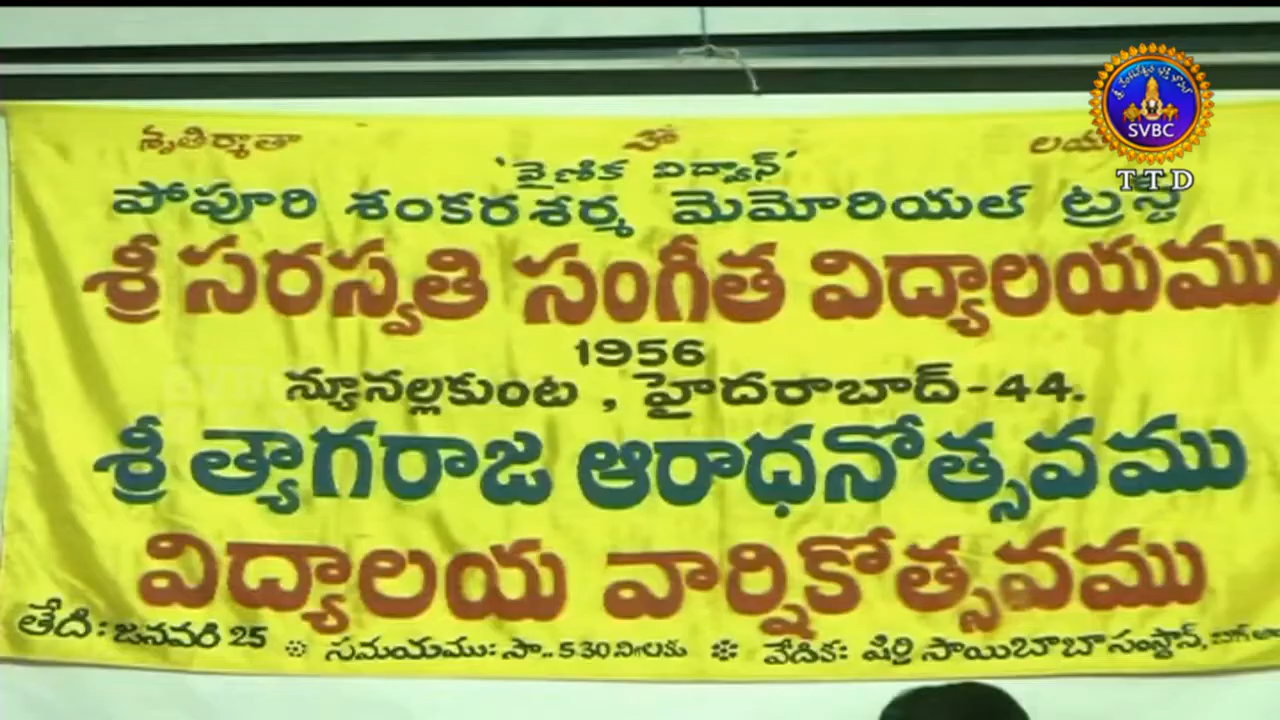 శృతిర్మాతా ఓం లయ
'వైణిక విద్వాన్'
పోపూరి శంకరశర్మ మెమోరియల్ ట్రస్ట్
శ్రీ సరస్వతి సంగీత విద్యాలయము
1956
న్యూనల్లకుంట , హైదరాబాద్-44.
శ్రీ త్యాగరాజ ఆరాధనోత్సవము
విద్యాలయ వార్షికోత్సవము
తేది: జనవరి 25 సమయము: సా.. 5.30 ని॥లకు వేదిక: షిర్డి సాయిబాబా సంస్థాన్,
SVBC
TTD